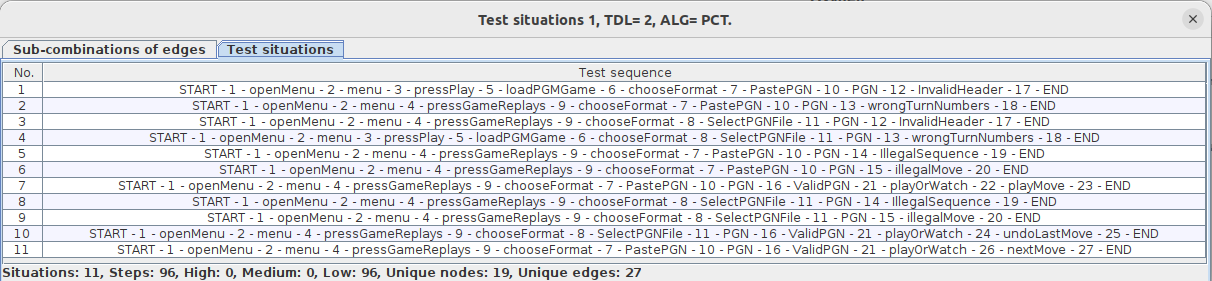 Test situations 1, TDL= 2, ALG= PCT.
Sub-combinations of edges Test situations
No. Test sequence
1 START - 1 - openMenu - 2 - menu - 3 - pressPlay - 5 - loadPGMGame - 6 - chooseFormat - 7 - PastePGN - 10 - PGN - 12 - InvalidHeader - 17 - END
2 START - 1 - openMenu - 2 - menu - 4 - pressGameReplays - 9 - chooseFormat - 7 - PastePGN - 10 - PGN - 13 - wrongTurnNumbers - 18 - END
3 START - 1 - openMenu - 2 - menu - 4 - pressGameReplays - 9 - chooseFormat - 8 - SelectPGNFile - 11 - PGN - 12 - InvalidHeader - 17 - END
4 START - 1 - openMenu - 2 - menu - 3 - pressPlay - 5 - loadPGMGame - 6 - chooseFormat - 8 - SelectPGNFile - 11 - PGN - 13 - wrongTurnNumbers - 18 - END
5 START - 1 - openMenu - 2 - menu - 4 - pressGameReplays - 9 - chooseFormat - 7 - PastePGN - 10 - PGN - 14 - IllegalSequence - 19 - END
6 START - 1 - openMenu - 2 - menu - 4 - pressGameReplays - 9 - chooseFormat - 7 - PastePGN - 10 - PGN - 15 - illegalMove - 20 - END
7 START - 1 - openMenu - 2 - menu - 4 - pressGameReplays - 9 - chooseFormat - 7 - PastePGN - 10 - PGN - 16 - ValidPGN - 21 - playOrWatch - 22 - playMove - 23 - END
8 START - 1 - openMenu - 2 - menu - 4 - pressGameReplays - 9 - chooseFormat - 8 - SelectPGNFile - 11 - PGN - 14 - IllegalSequence - 19 - END
9 START - 1 - openMenu - 2 - menu - 4 - pressGameReplays - 9 - chooseFormat - 8 - SelectPGNFile - 11 - PGN - 15 - illegalMove - 20 - END
10 START - 1 - openMenu - 2 - menu - 4 - pressGameReplays - 9 - chooseFormat - 8 - SelectPGNFile - 11 - PGN - 16 - ValidPGN - 21 - playOrWatch - 24 - undoLastMove - 25 - END
11 START - 1 - openMenu - 2 - menu - 4 - pressGameReplays - 9 - chooseFormat - 7 - PastePGN - 10 - PGN - 16 - ValidPGN - 21 - playOrWatch - 26 - nextMove - 27 - END
Situations: 11, Steps: 96, High: 0, Medium: 0, Low: 96, Unique nodes: 19, Unique edges: 27